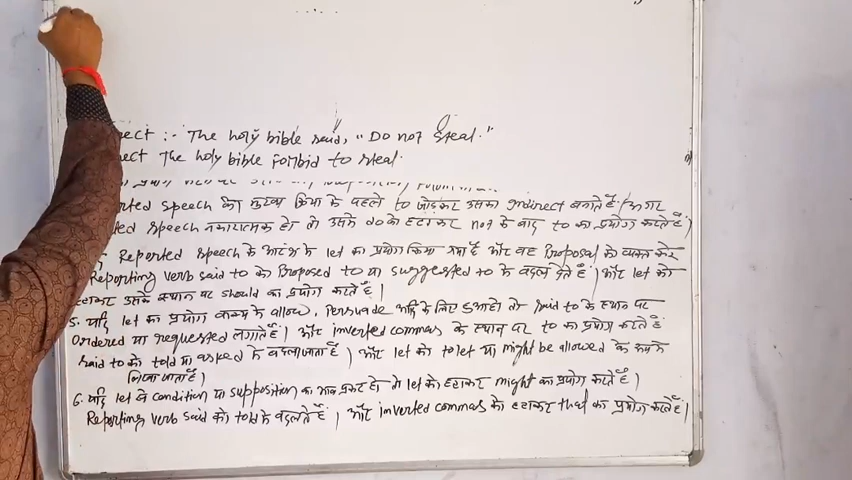 ect :- The holy bible said, "Do not steal."
ect The holy bible forbid to steal.
rted speech की मुख्य क्रिया के पहले to जोड़कर उसका Indirect बनाते हैं। अगर
ed speech नकारात्मक हो तो उसके do को हटाकर not के बाद to का प्रयोग करते हैं।
Reported speech के आरंभ में let का प्रयोग किया गया है और वह Proposal को व्यक्त करे
Reporting verb said to को Proposed to या suggested to में बदल देते हैं। और let को
हटाकर उसके स्थान पर should का प्रयोग करते हैं।
5. यदि let का प्रयोग वाक्य में allow, Persuade आदि के लिए हुआ हो तो said to के स्थान पर
ordered या requested लगाते हैं। और inverted commas के स्थान पर to का प्रयोग करते हैं
said to को told या asked में बदला जाता है। और let को to let या might be allowed के रूप में
लिखा जाता है।
6. यदि let से condition या supposition का भाव प्रकट हो तो let को हटाकर might का प्रयोग करते हैं।
Reporting verb said को told में बदलते हैं। और inverted commas को हटाकर that का प्रयोग करते हैं।